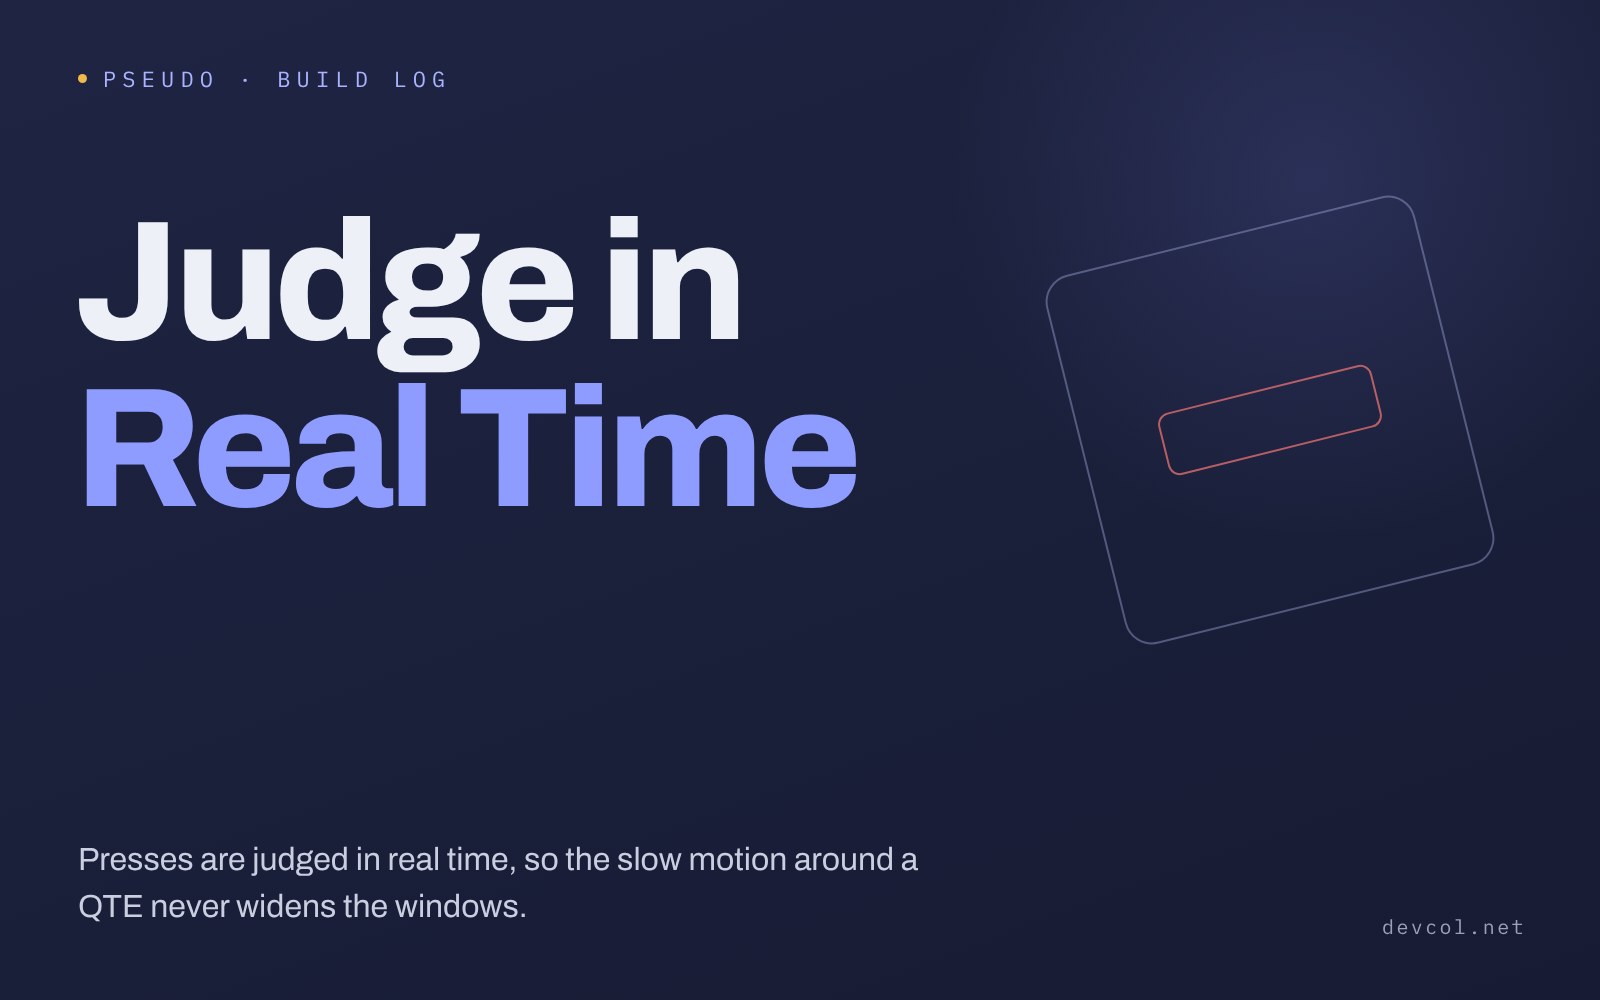 PSEUDO · BUILD LOG
Judge in
Real Time
Presses are judged in real time, so the slow motion around a
QTE never widens the windows.
devcol.net